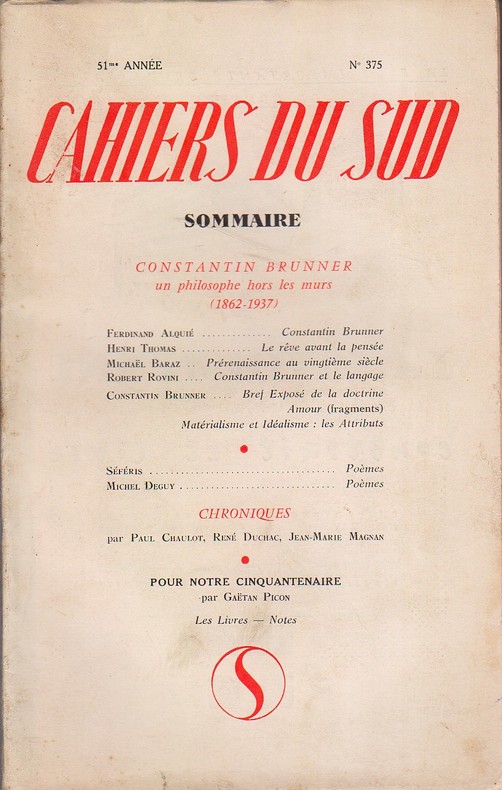 51me ANNÉE N° 375
CAHIERS DU SUD
SOMMAIRE
CONSTANTIN BRUNNER
un philosophe hors les murs
(1862-1937)
FERDINAND ALQUIÉ ............. Constantin Brunner
HENRI THOMAS ............. Le rêve avant la pensée
MICHAËL BARAZ .. Prérenaissance au vingtième siècle
ROBERT ROVINI .... Constantin Brunner et le langage
CONSTANTIN BRUNNER .... Bref Exposé de la doctrine
Amour (fragments)
Matérialisme et Idéalisme : les Attributs
SÉFÉRIS .................................... Poèmes
MICHEL DEGUY .............................. Poèmes
CHRONIQUES
par PAUL CHAULOT, RENÉ DUCHAC, JEAN-MARIE MAGNAN
POUR NOTRE CINQUANTENAIRE
par GAËTAN PICON
Les Livres — Notes
S